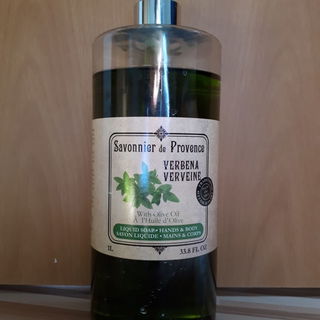 Savonnier de Provence
VERBENA
VERVEINE
With Olive Oil
À l'Huile d'Olive
LIQUID SOAP • HANDS & BODY
SAVON LIQUIDE • MAINS & CORPS
1L 33.8 FL OZ